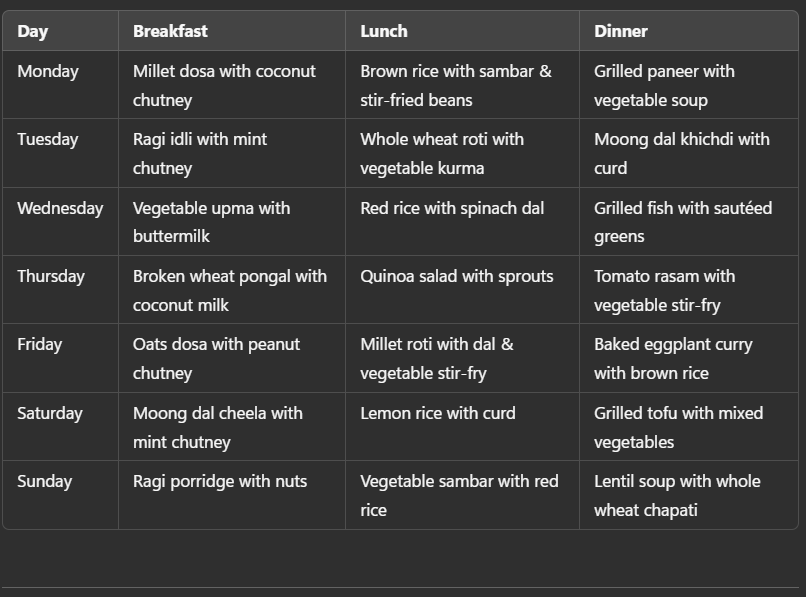 Day Breakfast Lunch Dinner
Monday Millet dosa with coconut Brown rice with sambar & Grilled paneer with
chutney stir-fried beans vegetable soup
Tuesday Ragi idli with mint Whole wheat roti with Moong dal khichdi with
chutney vegetable kurma curd
Wednesday Vegetable upma with Red rice with spinach dal Grilled fish with sautéed
buttermilk greens
Thursday Broken wheat pongal with Quinoa salad with sprouts Tomato rasam with
coconut milk vegetable stir-fry
Friday Oats dosa with peanut Millet roti with dal & Baked eggplant curry
chutney vegetable stir-fry with brown rice
Saturday Moong dal cheela with Lemon rice with curd Grilled tofu with mixed
mint chutney vegetables
Sunday Ragi porridge with nuts Vegetable sambar with red Lentil soup with whole
rice wheat chapati